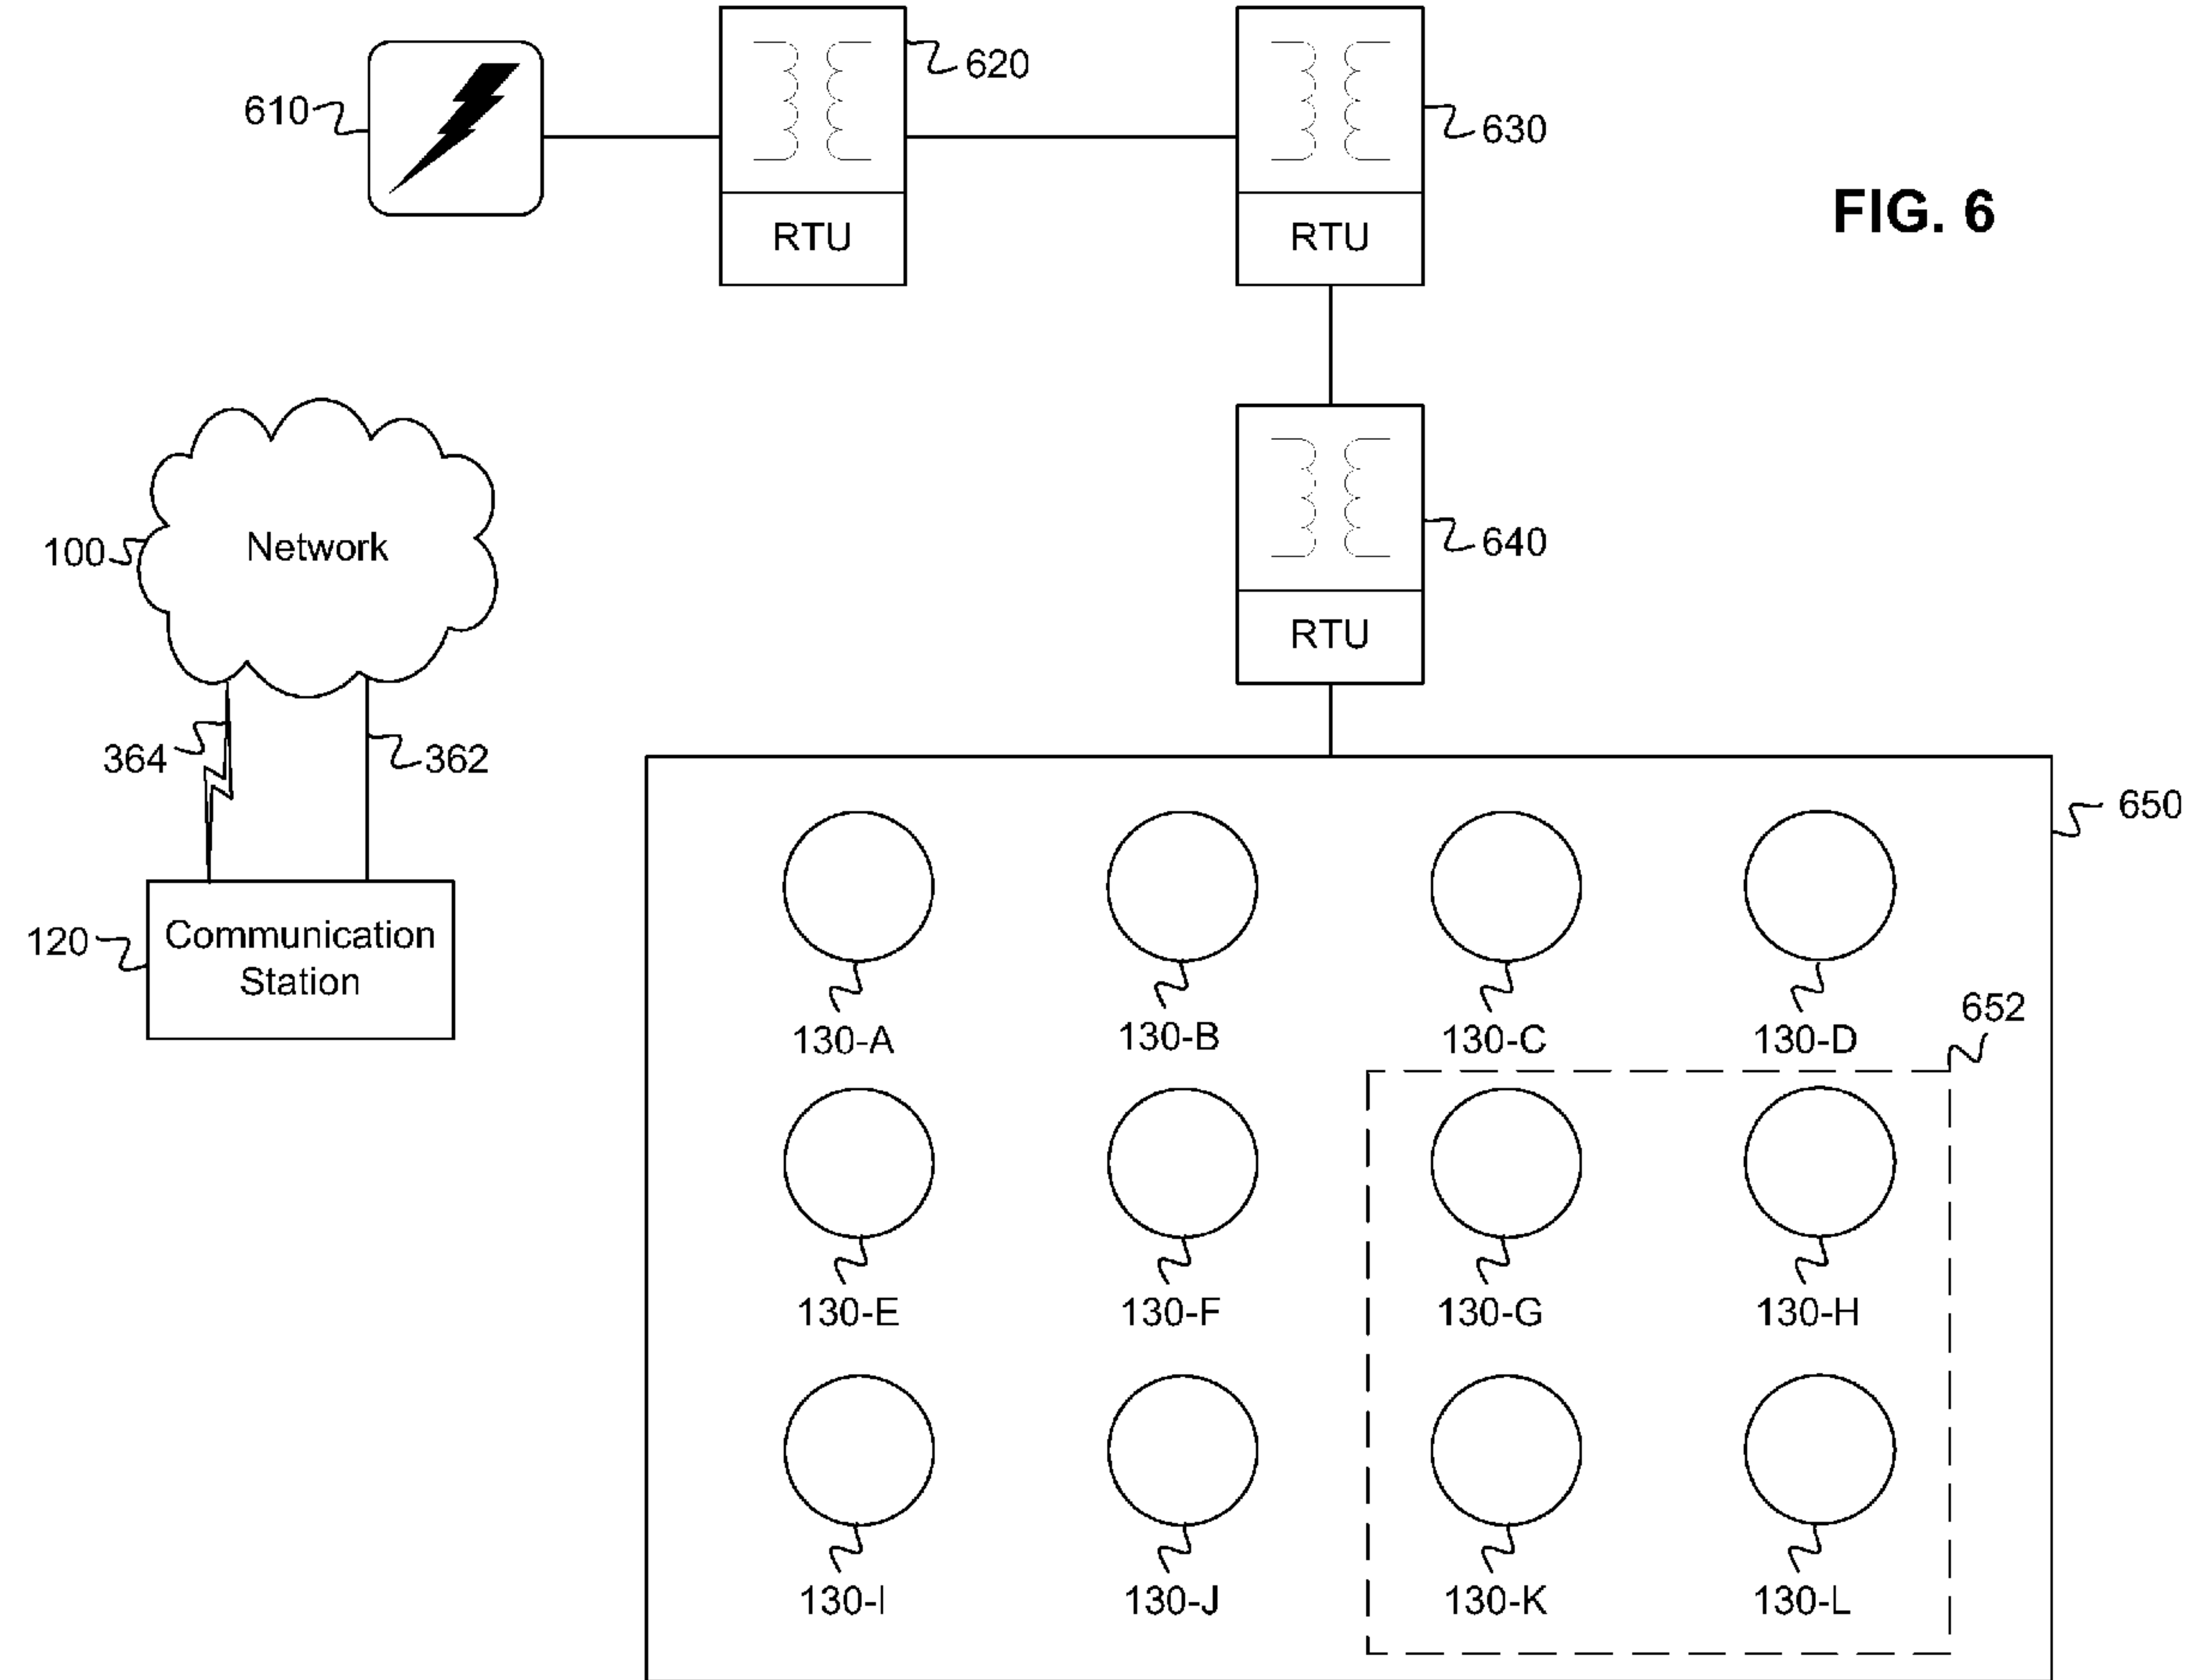 610
620
630
FIG. 6
RTU
RTU
100
Network
640
RTU
364
362
650
120
Communication
Station
130-A
130-B
130-C
130-D
652
130-E
130-F
130-G
130-H
130-I
130-J
130-K
130-L